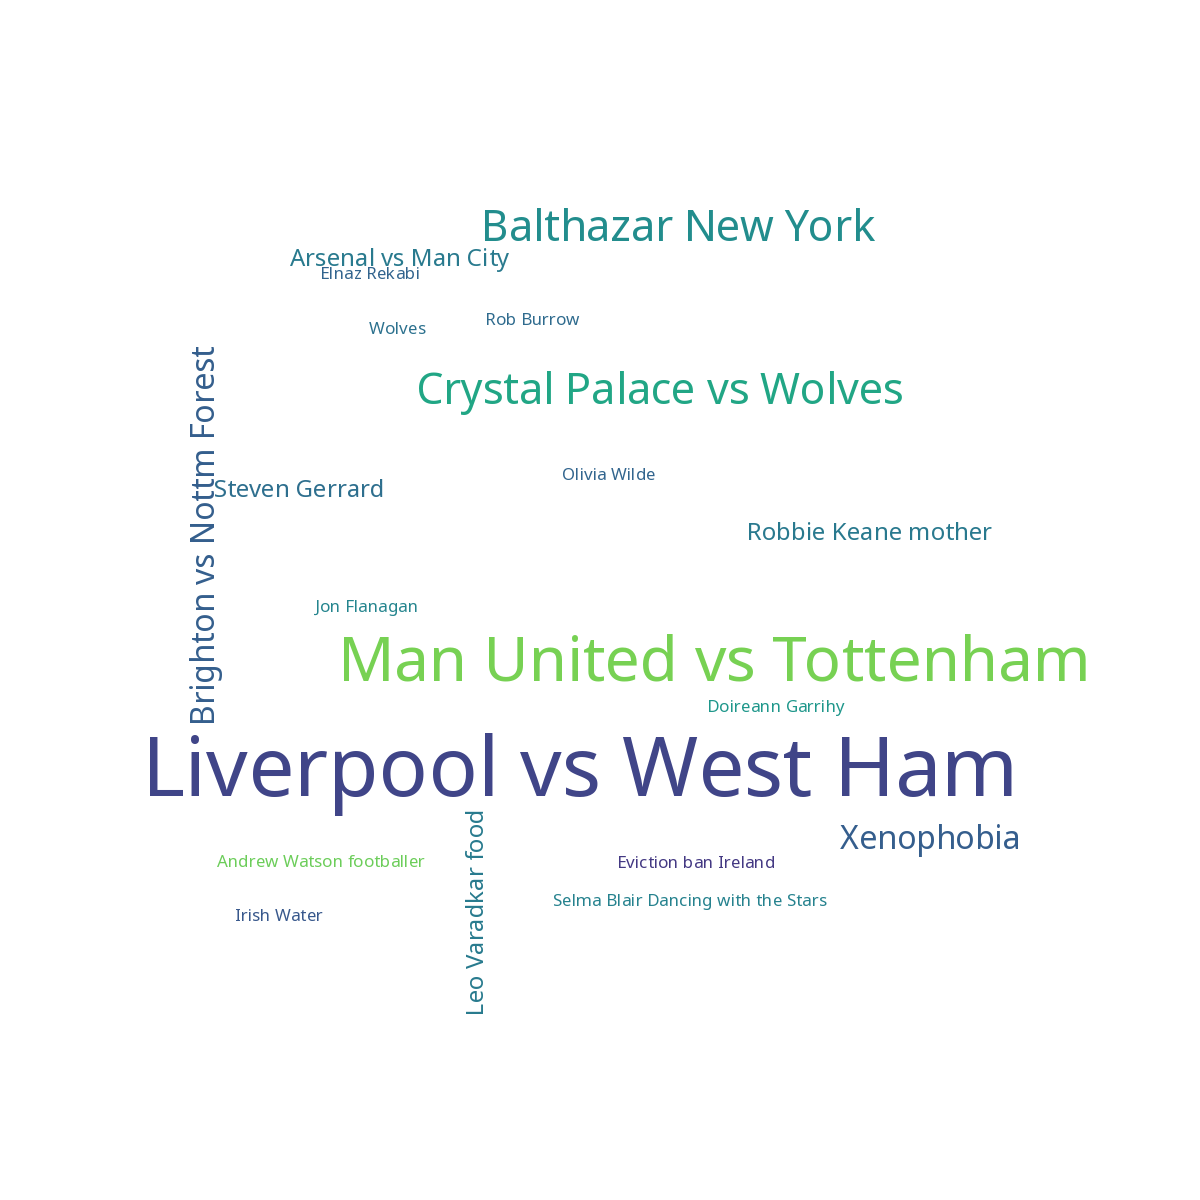 Balthazar New York
Arsenal vs Man City
Elnaz Rekabi
Rob Burrow
Wolves
Brighton vs Nottm Forest
Crystal Palace vs Wolves
Olivia Wilde
Steven Gerrard
Robbie Keane mother
Jon Flanagan
Man United vs Tottenham
Doireann Garrihy
Liverpool vs West Ham
Leo Varadkar food
Xenophobia
Andrew Watson footballer
Eviction ban Ireland
Selma Blair Dancing with the Stars
Irish Water